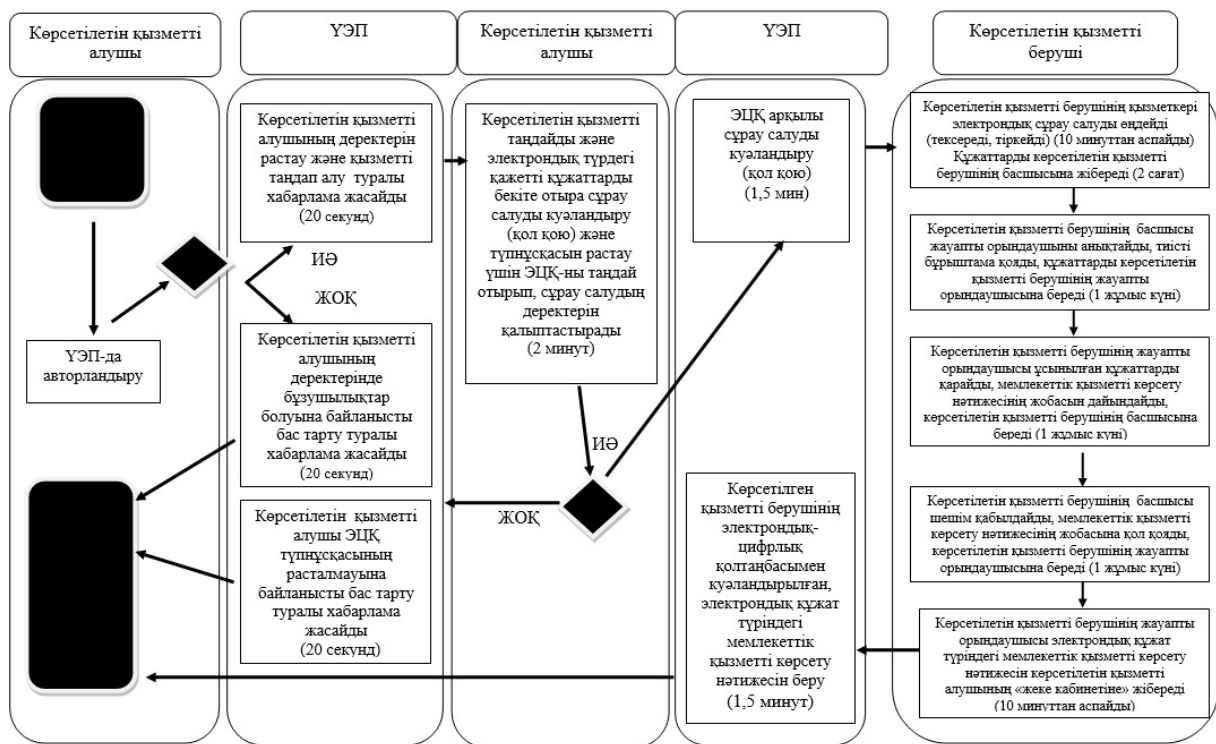 Көрсетілетін қызметті
алушы
ҮЭП
Көрсетілетін қызметті
алушы
ҮЭП
Көрсетілетін қызметті
беруші
ҮЭП-да
авторландыру
Көрсетілетін қызметті
алушының деректерін
растау және қызметті
таңдап алу туралы
хабарлама жасайды
(20 секунд)
ИӘ
ЖОҚ
Көрсетілетін қызметті
алушының
деректерінде
бұзушылықтар
болуына байланысты
бас тарту туралы
хабарлама жасайды
(20 секунд)
Көрсетілетін қызметті
алушы ЭЦҚ
түпнұсқасының
расталмауына
байланысты бас тарту
туралы хабарлама
жасайды
(20 секунд)
Көрсетілетін қызметті
таңдайды және
электрондық түрдегі
қажетті құжаттарды
бекіте отыра сұрау
салуды куәландыру
(қол қою) және
түпнұсқасын растау
үшін ЭЦҚ-ны таңдай
отырып, сұрау салудың
деректерін
қалыптастырады
(2 минут)
ИӘ
ЖОҚ
ЭЦҚ арқылы
сұрау салуды
куәландыру
(қол қою)
(1,5 мин)
Көрсетілген
қызметті берушінің
электрондық-
цифрлық
қолтаңбасымен
куәландырылған,
электрондық құжат
түріндегі
мемлекеттік
қызметті көрсету
нәтижесін беру
(1,5 минут)
Көрсетілетін қызметті берушінің қызметкері
электрондық сұрау салуды өңдейді
(тексереді, тіркейді) (10 минуттан аспайды)
Құжаттарды көрсетілетін қызметті
берушінің басшысына жібереді (2 сағат)
Көрсетілетін қызметті берушінің басшысы
жауапты орындаушыны анықтайды, тиісті
бұрыштама қояды, құжаттарды көрсетілетін
қызметті берушінің жауапты
орындаушысына береді (1 жұмыс күні)
Көрсетілетін қызметті берушінің жауапты
орындаушысы ұсынылған құжаттарды
қарайды, мемлекеттік қызметті көрсету
нәтижесінің жобасын дайындайды,
көрсетілетін қызметті берушінің басшысына
береді (1 жұмыс күні)
Көрсетілетін қызметті берушінің басшысы
шешім қабылдайды, мемлекеттік қызметті
көрсету нәтижесінің жобасына қол қояды,
көрсетілетін қызметті берушінің жауапты
орындаушысына береді (1 жұмыс күні)
Көрсетілетін қызметті берушінің жауапты
орындаушысы электрондық құжат
түріндегі мемлекеттік қызметті көрсету
нәтижесін көрсетілетін қызметті
алушының «жеке кабинетіне» жібереді
(10 минуттан аспайды)